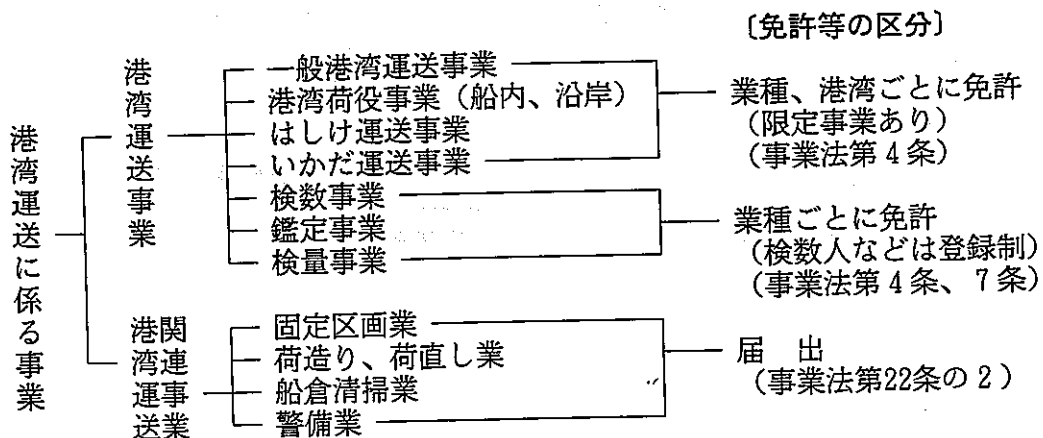 〔免許等の区分〕
港湾運送に係る事業
港湾運送事業
一般港湾運送事業
港湾荷役事業（船内、沿岸）
はしけ運送事業
いかだ運送事業
業種、港湾ごとに免許
（限定事業あり）
（事業法第４条）
検数事業
鑑定事業
検量事業
業種ごとに免許
（検数人などは登録制）
（事業法第４条、７条）
港湾運送
関連事業
固定区画業
荷造り、荷直し業
船倉清掃業
警備業
届　出
（事業法第22条の２）